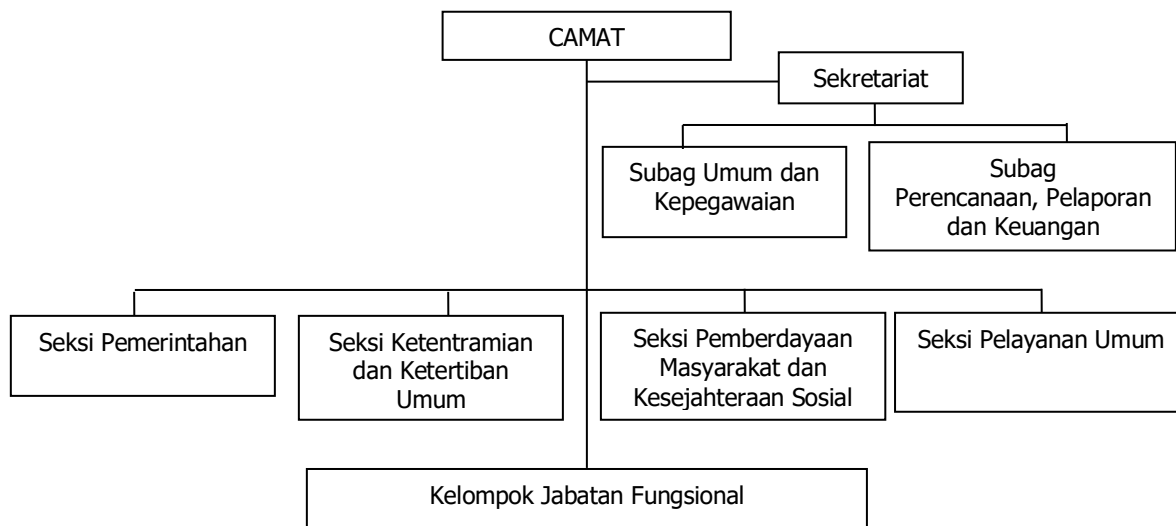 CAMAT
Sekretariat
Subag Umum dan
Kepegawaian
Subag
Perencanaan, Pelaporan
dan Keuangan
Seksi Pemerintahan
Seksi Ketentramian
dan Ketertiban
Umum
Seksi Pemberdayaan
Masyarakat dan
Kesejahteraan Sosial
Seksi Pelayanan Umum
Kelompok Jabatan Fungsional